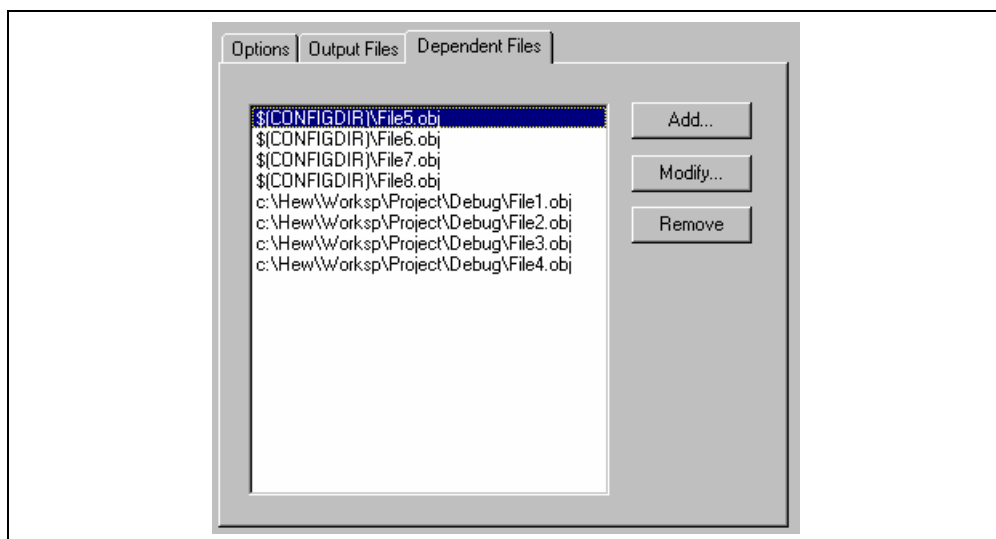 Options Output Files Dependent Files
$(CONFIGDIR)\File5.obj
$(CONFIGDIR)\File6.obj
$(CONFIGDIR)\File7.obj
$(CONFIGDIR)\File8.obj
c:\Hew\Worksp\Project\Debug\File1.obj
c:\Hew\Worksp\Project\Debug\File2.obj
c:\Hew\Worksp\Project\Debug\File3.obj
c:\Hew\Worksp\Project\Debug\File4.obj
Add...
Modify...
Remove